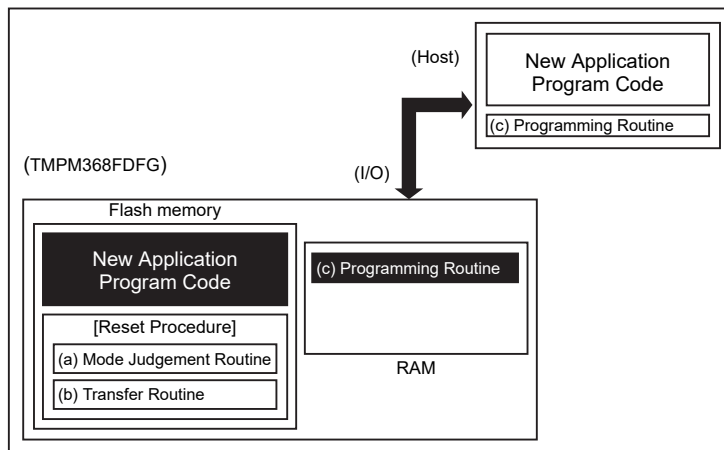 (Host)
New Application
Program Code
(c) Programming Routine
(TMPM368FDFG)
(I/O)
Flash memory
New Application
Program Code
[Reset Procedure]
(a) Mode Judgement Routine
(b) Transfer Routine
(c) Programming Routine
RAM